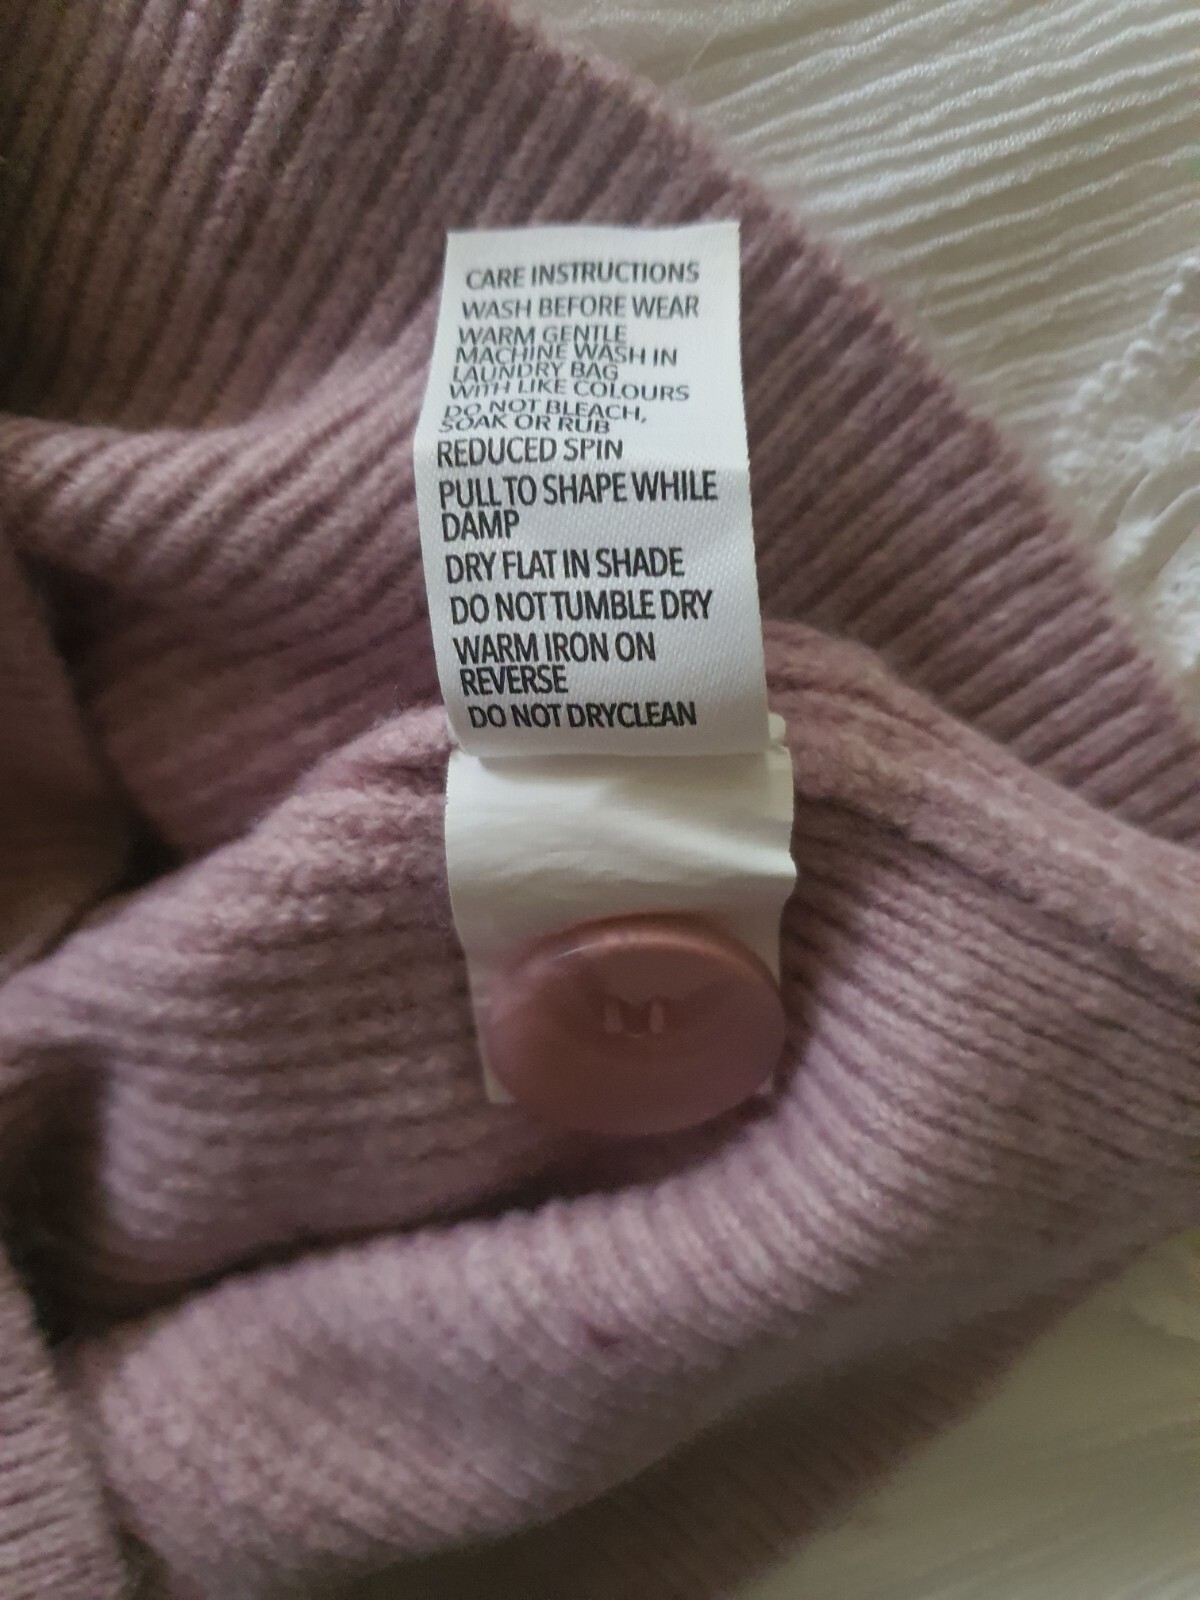 CARE INSTRUCTIONS
WASH BEFORE WEAR
WARM GENTLE
MACHINE WASH IN
LAUNDRY BAG
WITH LIKE COLOURS
DO NOT BLEACH,
SOAK OR RUB
REDUCED SPIN
PULL TO SHAPE WHILE
DAMP
DRY FLAT IN SHADE
DO NOT TUMBLE DRY
WARM IRON ON
REVERSE
DO NOT DRYCLEAN